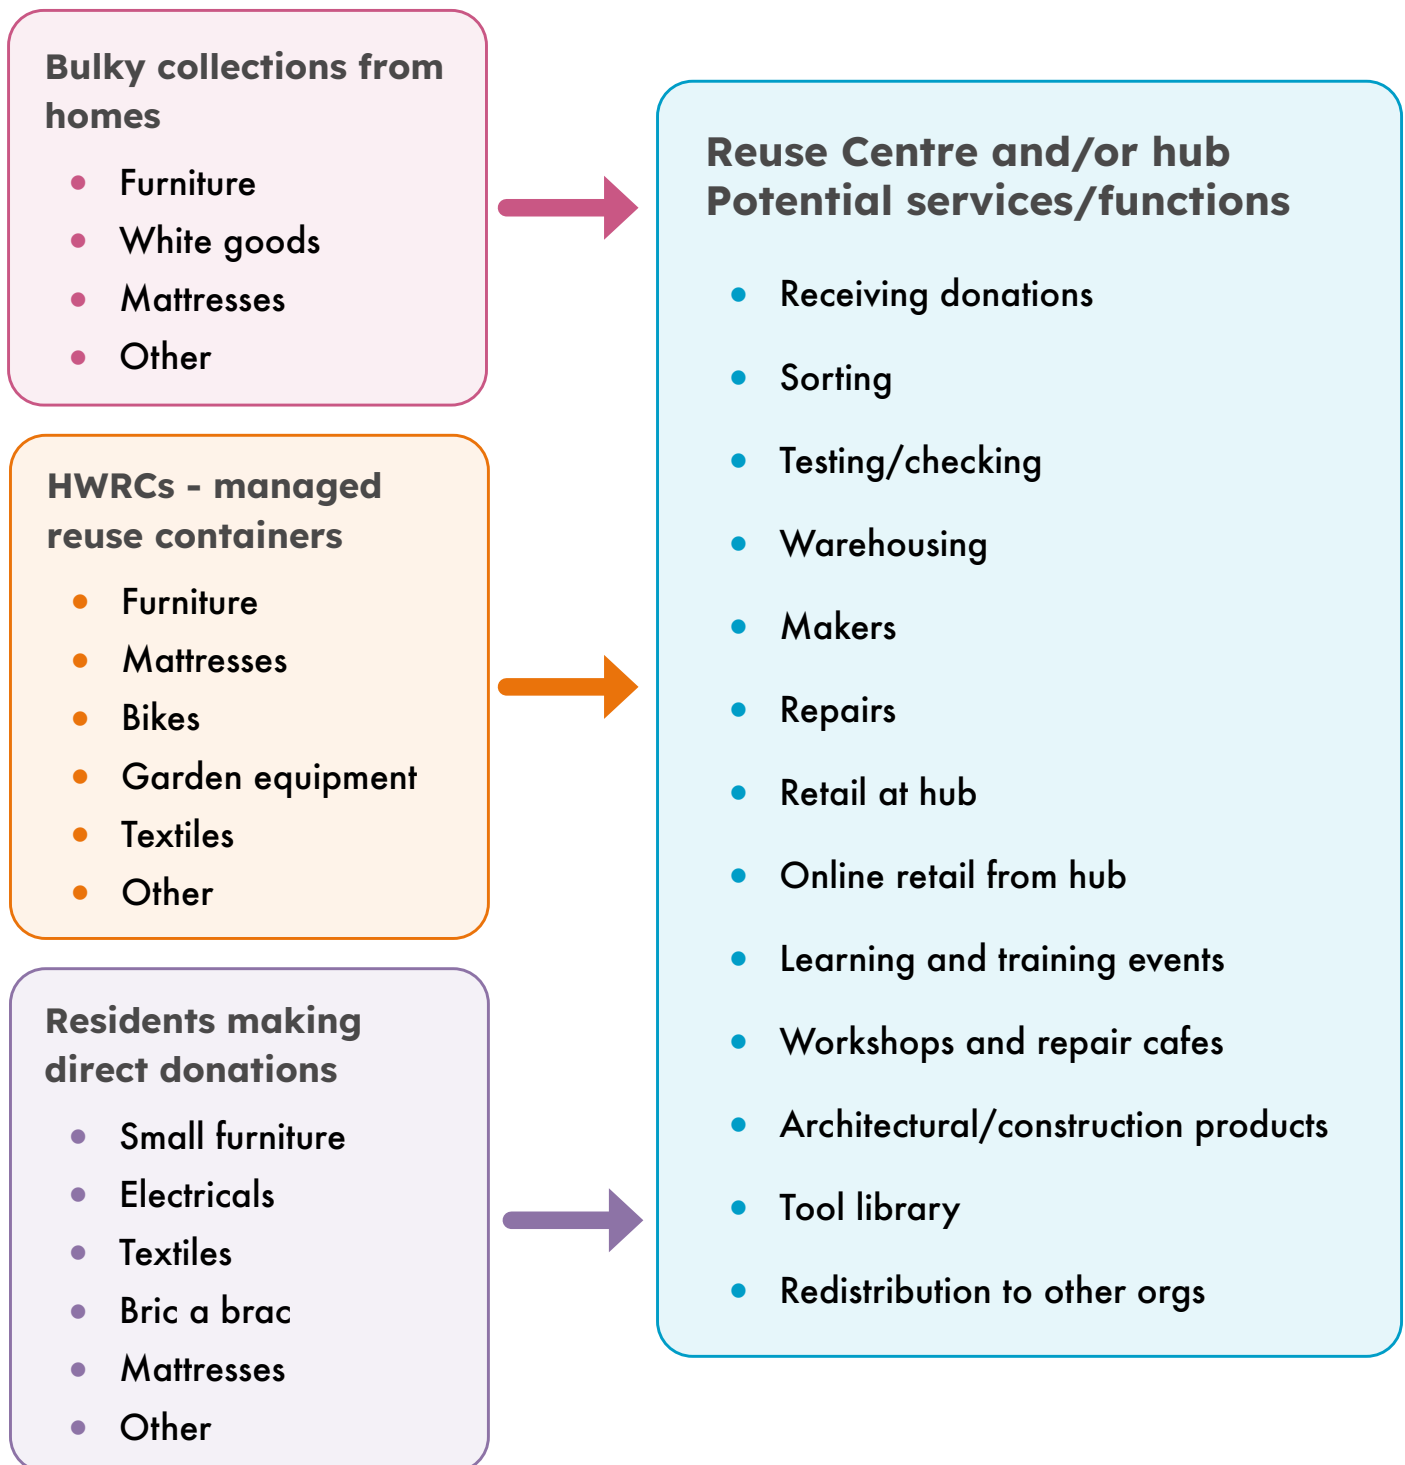 Bulky collections from
homes
Furniture
White goods
Mattresses
Other
HWRCs - managed
reuse containers
Furniture
Mattresses
Bikes
Garden equipment
Textiles
Other
Residents making
direct donations
Small furniture
Electricals
Textiles
Bric a brac
Mattresses
Other
Reuse Centre and/or hub
Potential services/functions
Receiving donations
Sorting
Testing/checking
Warehousing
Makers
Repairs
Retail at hub
Online retail from hub
Learning and training events
Workshops and repair cafes
Architectural/construction products
Tool library
Redistribution to other orgs